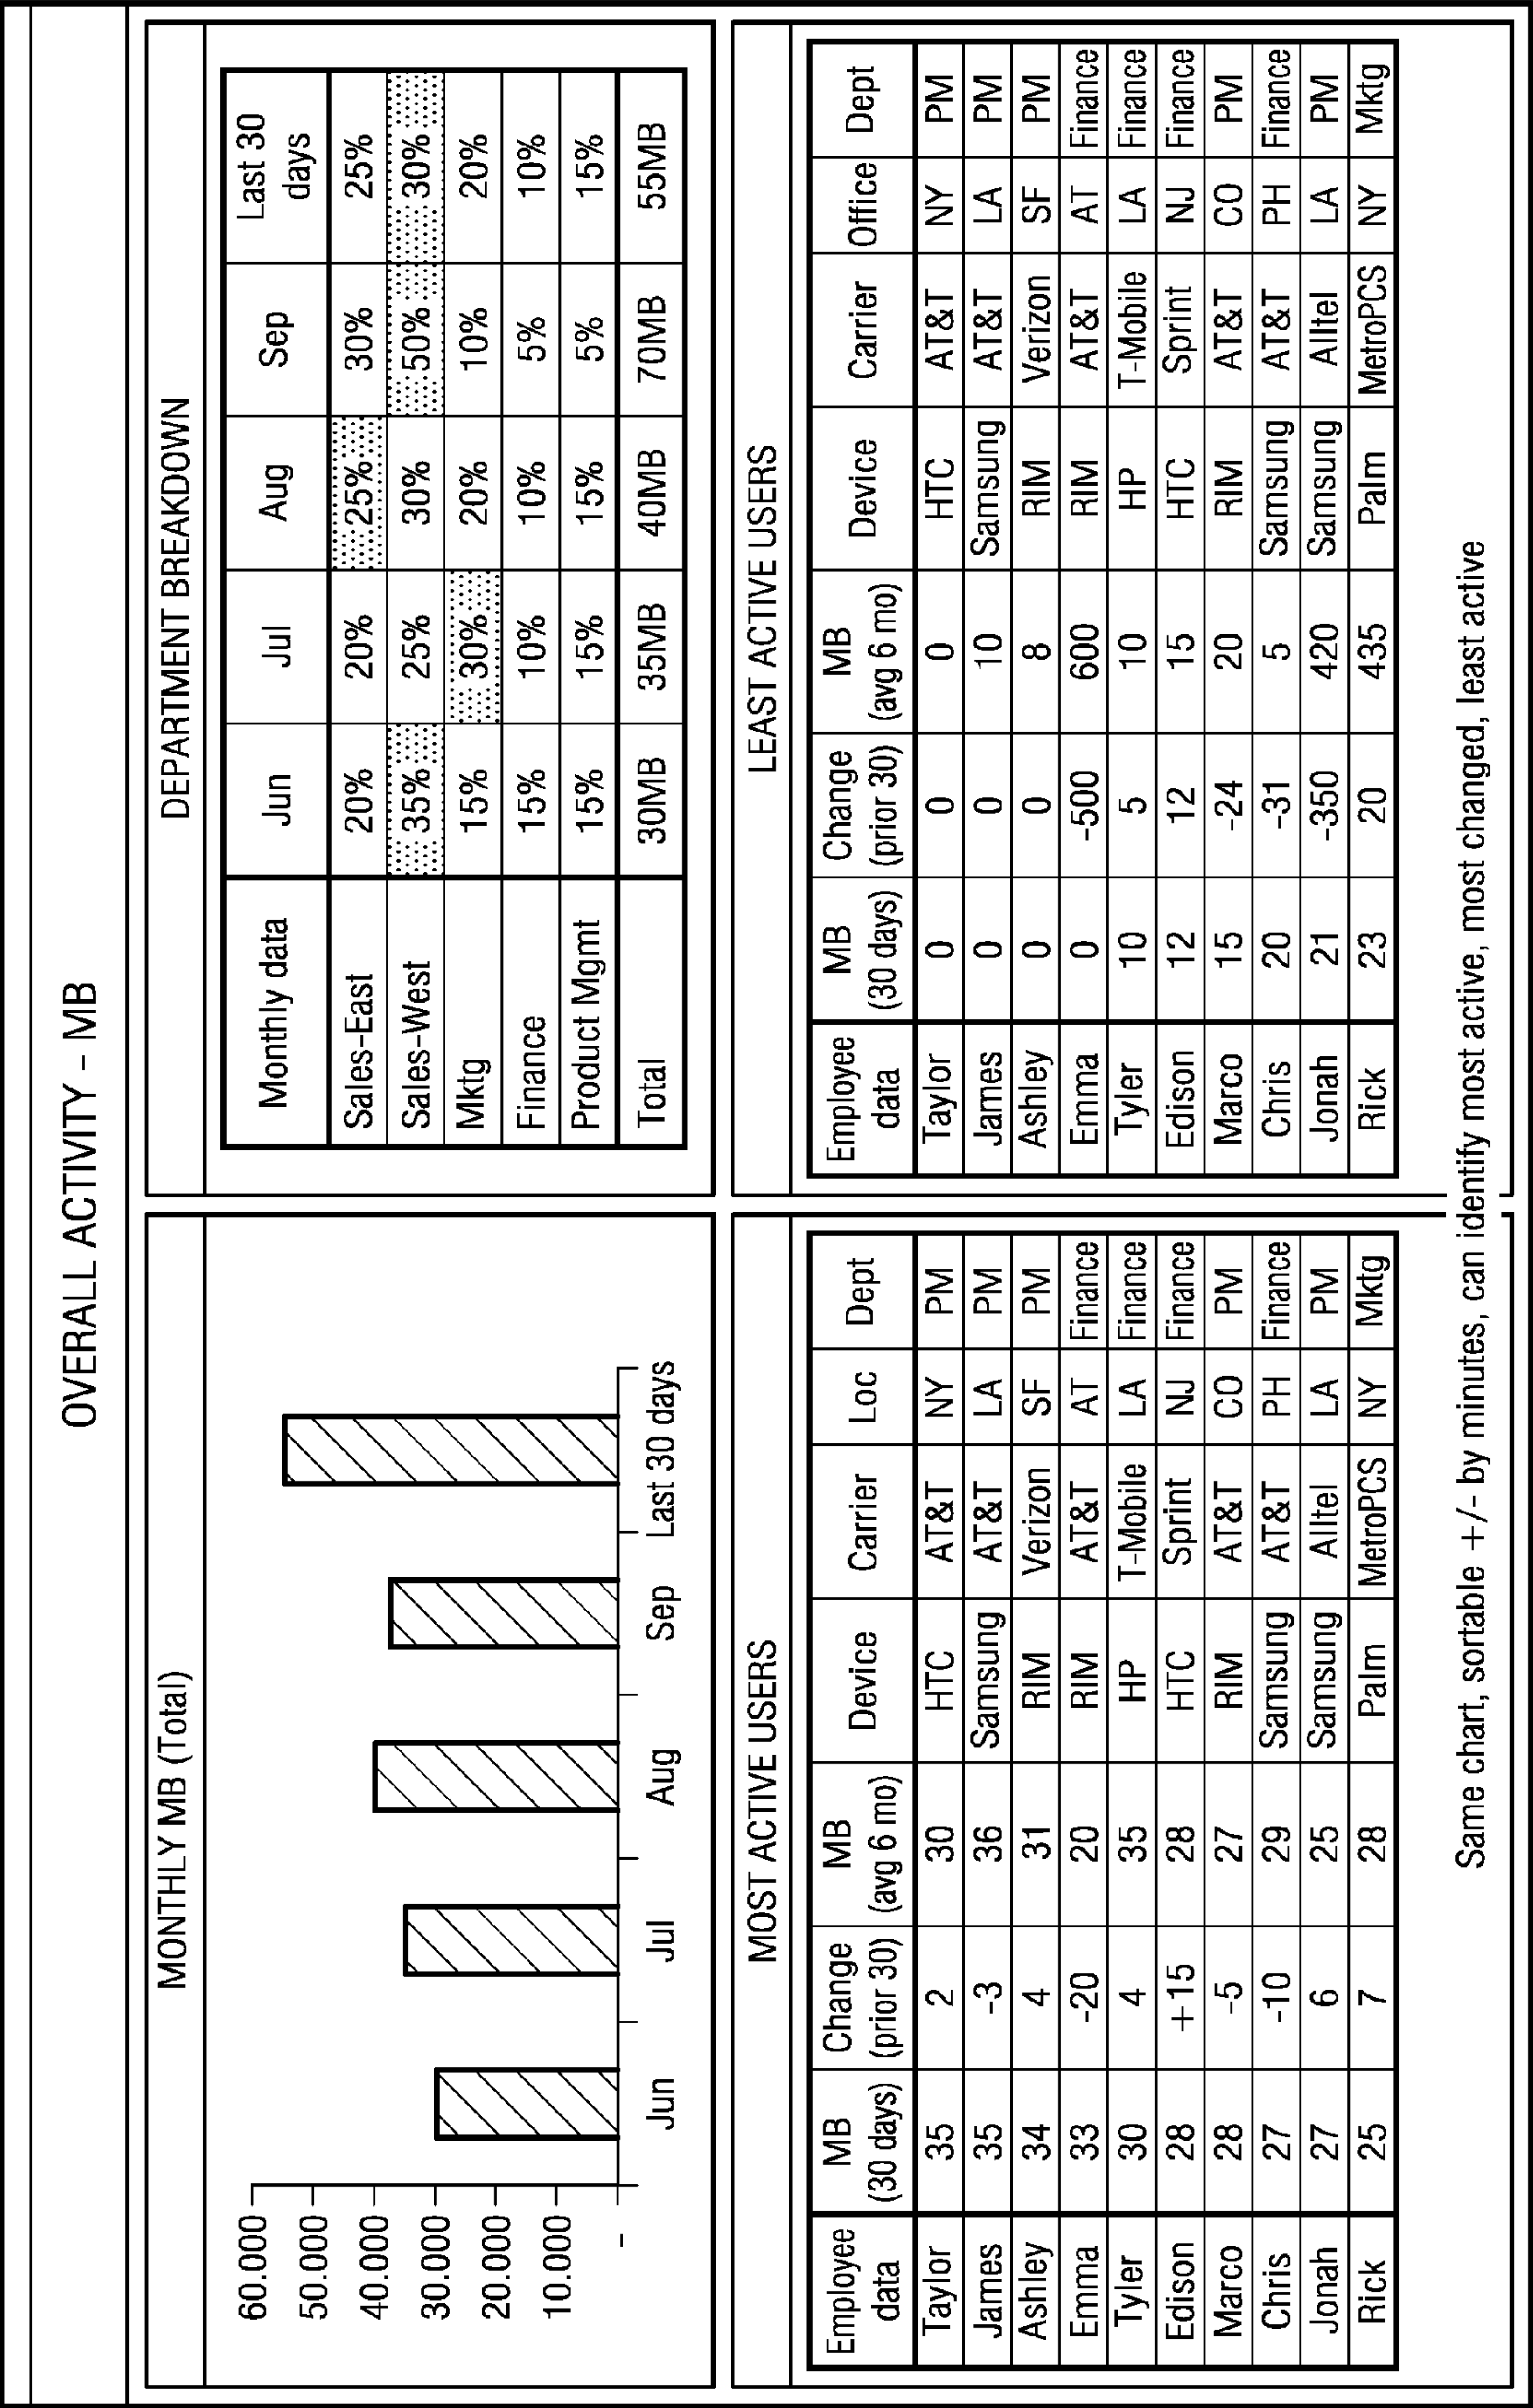 OVERALL ACTIVITY - MB
MONTHLY MB (Total)
60.000
50.000
40.000
30.000
20.000
10.000
-
Jun Jul Aug Sep Last 30 days
DEPARTMENT BREAKDOWN
Monthly data Jun Jul Aug Sep Last 30
days
Sales-East 20% 20% 25% 30% 25%
Sales-West 35% 25% 30% 50% 30%
Mktg 15% 30% 20% 10% 20%
Finance 15% 10% 10% 5% 10%
Product Mgmt 15% 15% 15% 5% 15%
Total 30MB 35MB 40MB 70MB 55MB
MOST ACTIVE USERS
Employee MB Change MB Device Carrier Loc Dept
data (30 days) (prior 30) (avg 6 mo)
Taylor 35 2 30 HTC AT&T NY PM
James 35 -3 36 Samsung AT&T LA PM
Ashley 34 4 31 RIM Verizon SF PM
Emma 33 -20 20 RIM AT&T AT Finance
Tyler 30 4 35 HP T-Mobile LA Finance
Edison 28 +15 28 HTC Sprint NJ Finance
Marco 28 -5 27 RIM AT&T CO PM
Chris 27 -10 29 Samsung AT&T PH Finance
Jonah 27 6 25 Samsung Alltel LA PM
Rick 25 7 28 Palm MetroPCS NY Mktg
LEAST ACTIVE USERS
Employee MB Change MB Device Carrier Office Dept
data (30 days) (prior 30) (avg 6 mo)
Taylor 0 0 0 HTC AT&T NY PM
James 0 0 10 Samsung AT&T LA PM
Ashley 0 0 8 RIM Verizon SF PM
Emma 0 -500 600 RIM AT&T AT Finance
Tyler 10 5 10 HP T-Mobile LA Finance
Edison 12 12 15 HTC Sprint NJ Finance
Marco 15 -24 20 RIM AT&T CO PM
Chris 20 -31 5 Samsung AT&T PH Finance
Jonah 21 -350 420 Samsung Alltel LA PM
Rick 23 20 435 Palm MetroPCS NY Mktg
Same chart, sortable +/- by minutes, can identify most active, most changed, least active